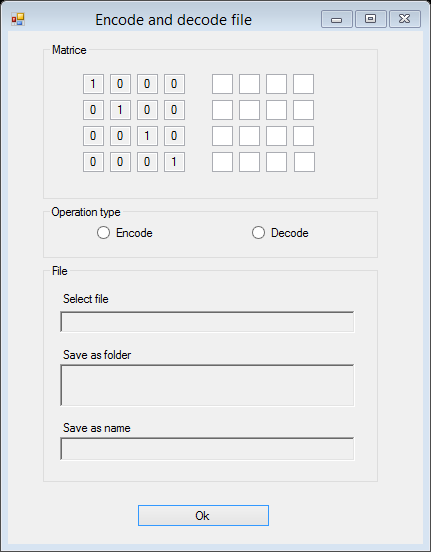 Encode and decode file
Matrice
1 0 0 0
0 1 0 0
0 0 1 0
0 0 0 1
Operation type
Encode Decode
File
Select file
Save as folder
Save as name
Ok